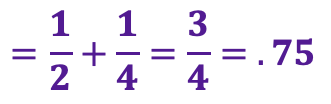 = 1/2 + 1/4 = 3/4 = .75